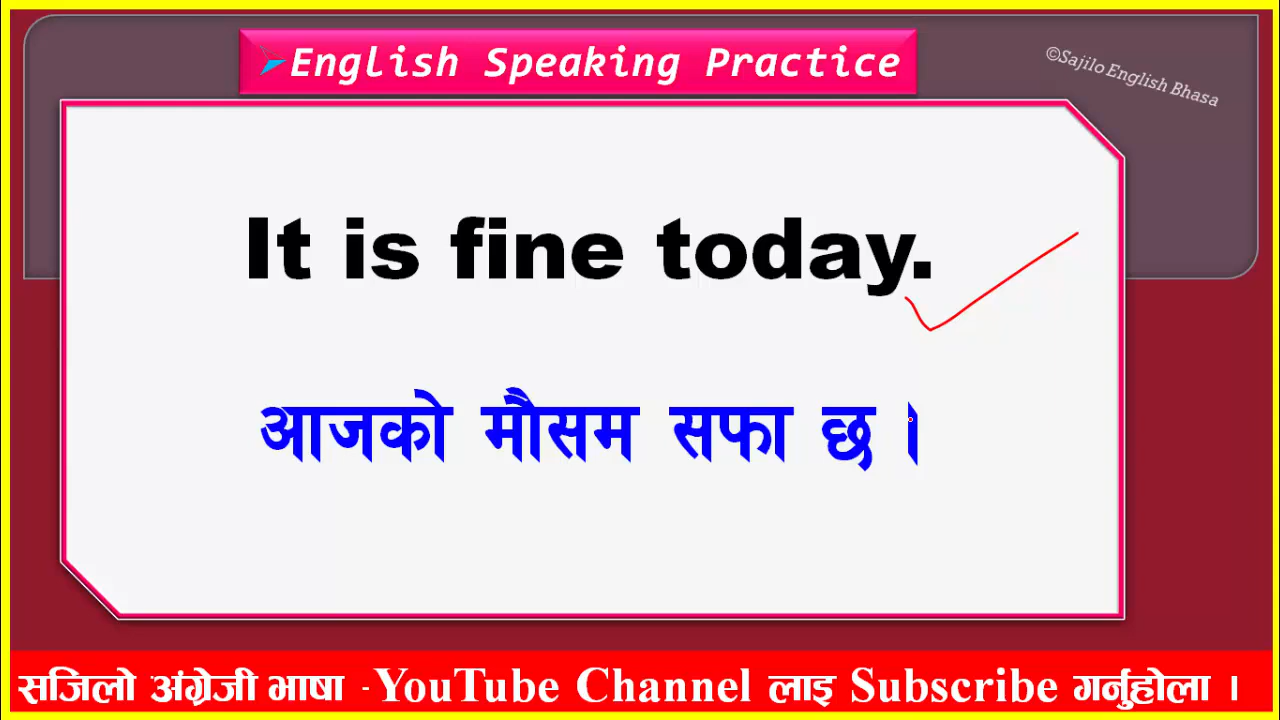 English Speaking Practice
©Sajilo English Bhasa
It is fine today.
आजको मौसम सफा छ ।
सजिलो अंग्रेजी भाषा -YouTube Channel लाइ Subscribe गर्नुहोला ।